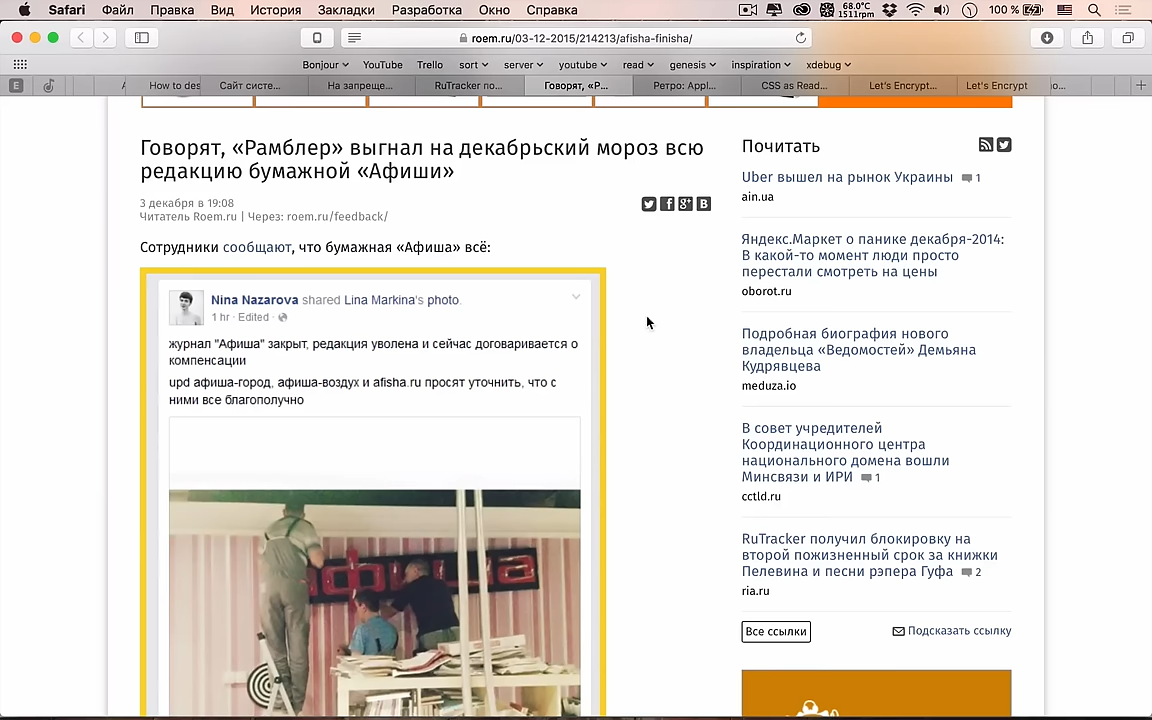 Safari Файл Правка Вид История Закладки Разработка Окно Справка 68.0°C 1511rpm 100 %
roem.ru/03-12-2015/214213/afisha-finisha/
Bonjour YouTube Trello sort server youtube read genesis inspiration xdebug
E How to des Сайт систе... На запреще... RuTracker по... Говорят, «Р... Ретро: Appl... CSS as Read... Let's Encrypt... Let's Encrypt о...
Говорят, «Рамблер» выгнал на декабрьский мороз всю
редакцию бумажной «Афиши»
3 декабря в 19:08
Читатель Roem.ru | Через: roem.ru/feedback/
Сотрудники сообщают, что бумажная «Афиша» всё:
Nina Nazarova shared Lina Markina's photo.
1 hr · Edited ·
журнал "Афиша" закрыт, редакция уволена и сейчас договаривается о
компенсации
upd афиша-город, афиша-воздух и afisha.ru просят уточнить, что с
ними все благополучно
афиша
Почитать
Uber вышел на рынок Украины 1
ain.ua
Яндекс.Маркет о панике декабря-2014:
В какой-то момент люди просто
перестали смотреть на цены
oborot.ru
Подробная биография нового
владельца «Ведомостей» Демьяна
Кудрявцева
meduza.io
В совет учредителей
Координационного центра
национального домена вошли
Минсвязи и ИРИ 1
cctld.ru
RuTracker получил блокировку на
второй пожизненный срок за книжки
Пелевина и песни рэпера Гуфа 2
ria.ru
Все ссылки Подсказать ссылку